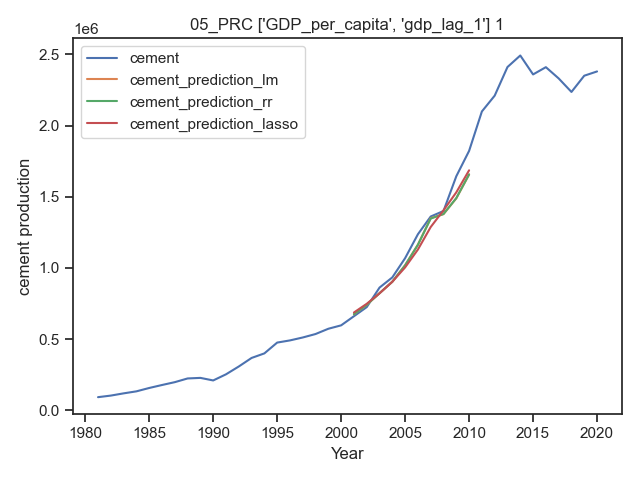 05_PRC ['GDP_per_capita', 'gdp_lag_1'] 1
1e6
cement
cement_prediction_lm
cement_prediction_rr
cement_prediction_lasso
2.5
2.0
1.5
1.0
0.5
0.0
cement production
1980 1985 1990 1995 2000 2005 2010 2015 2020
Year